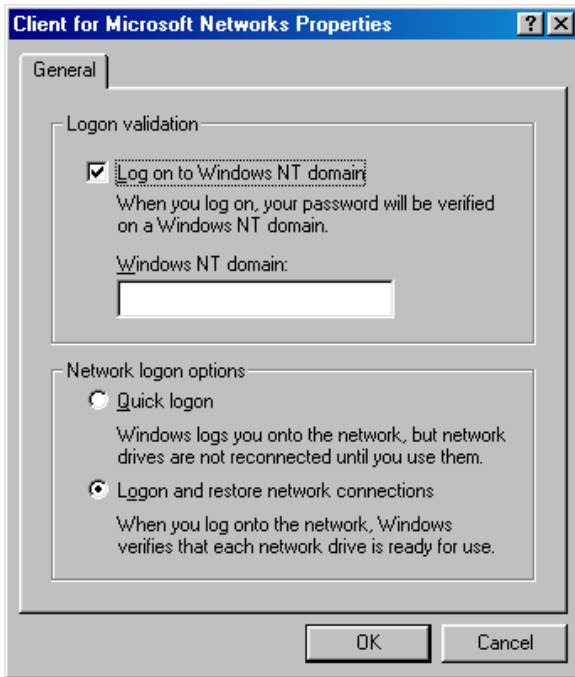 Client for Microsoft Networks Properties
General
Logon validation
Log on to Windows NT domain
When you log on, your password will be verified
on a Windows NT domain.
Windows NT domain:
Network logon options
Quick logon
Windows logs you onto the network, but network
drives are not reconnected until you use them.
Logon and restore network connections
When you log onto the network, Windows
verifies that each network drive is ready for use.
OK Cancel